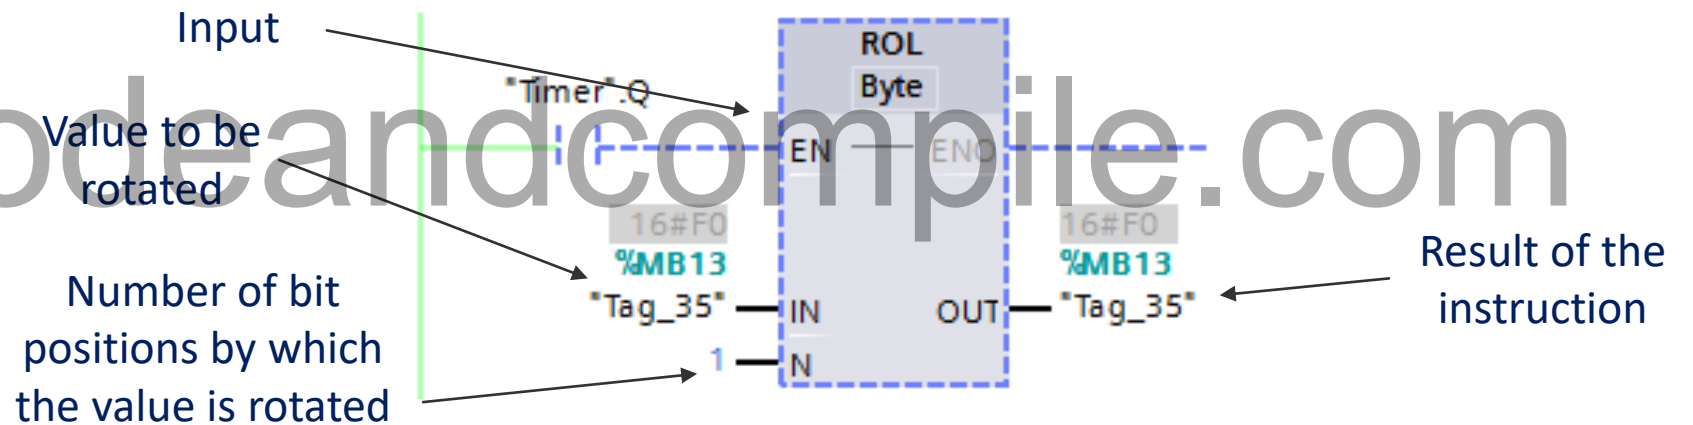 Input
ROL
Byte
"Timer".Q
Value to be
rotated
odeandcompile.com
EN
ENO
16#F0
%MB13
"Tag_35"
IN
16#F0
%MB13
OUT
"Tag_35"
Result of the
instruction
1
N
Number of bit
positions by which
the value is rotated